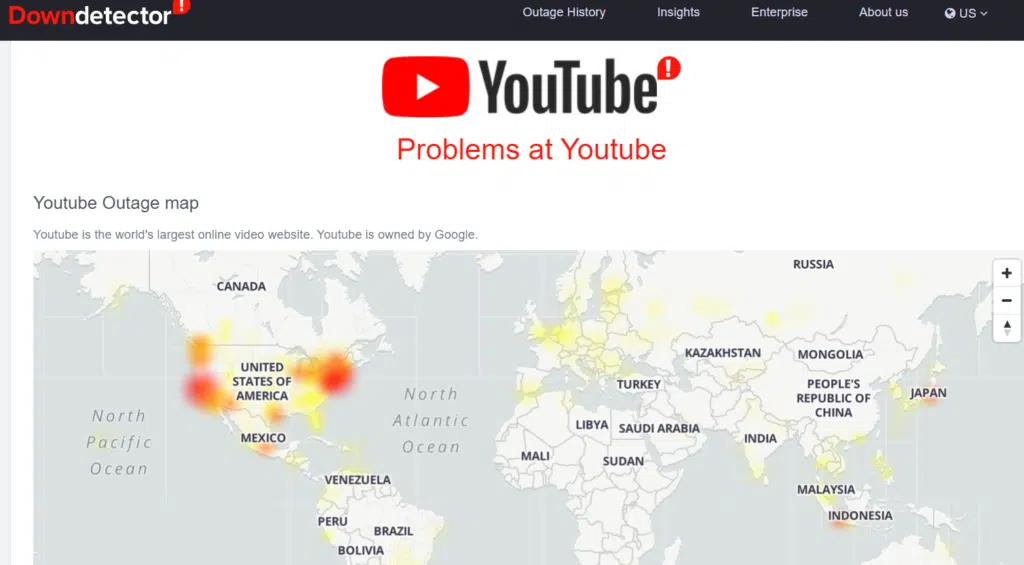 Downdetector
Outage History Insights Enterprise About us US
YouTube
Problems at Youtube
Youtube Outage map
Youtube is the world's largest online video website. Youtube is owned by Google.
RUSSIA
CANADA
KAZAKHSTAN
MONGOLIA
UNITED
STATES OF
AMERICA
TURKEY
PEOPLE'S
REPUBLIC OF
CHINA
JAPAN
North
Pacific
Ocean
North
Atlantic
Ocean
LIBYA
SAUDI ARABIA
MEXICO
INDIA
MALI
SUDAN
VENEZUELA
MALAYSIA
INDONESIA
PERU
BRAZIL
BOLIVIA